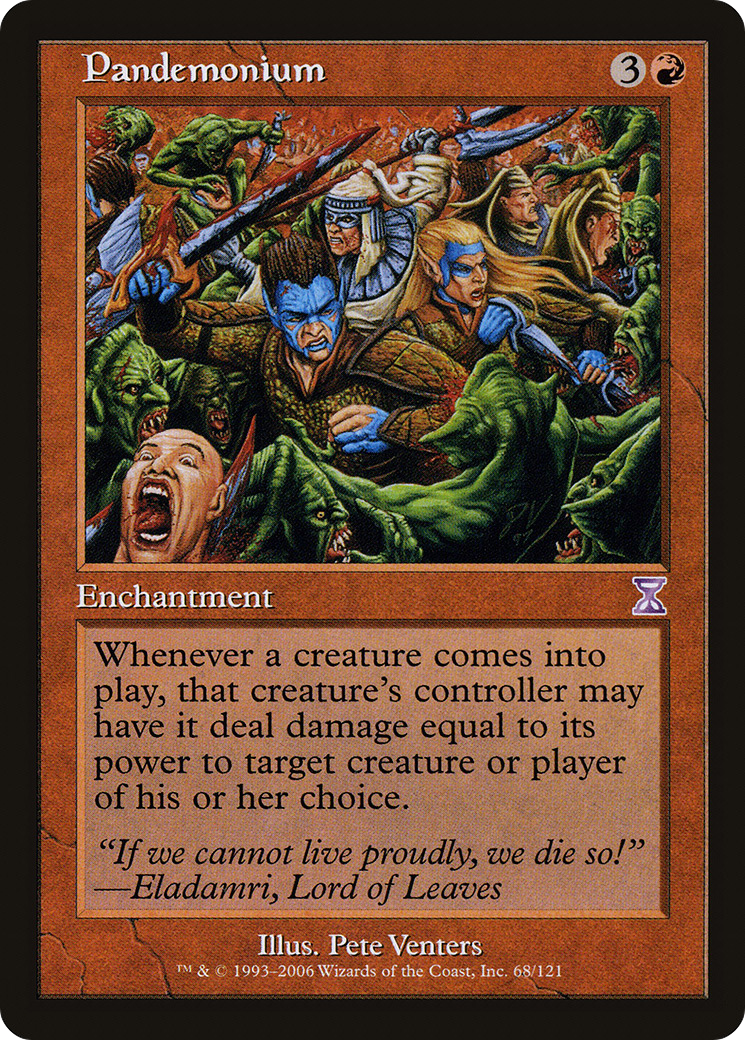 Pandemonium 3
Enchantment
Whenever a creature comes into
play, that creature's controller may
have it deal damage equal to its
power to target creature or player
of his or her choice.
"If we cannot live proudly, we die so!"
—Eladamri, Lord of Leaves
Illus. Pete Venters
™ & © 1993–2006 Wizards of the Coast, Inc. 68/121